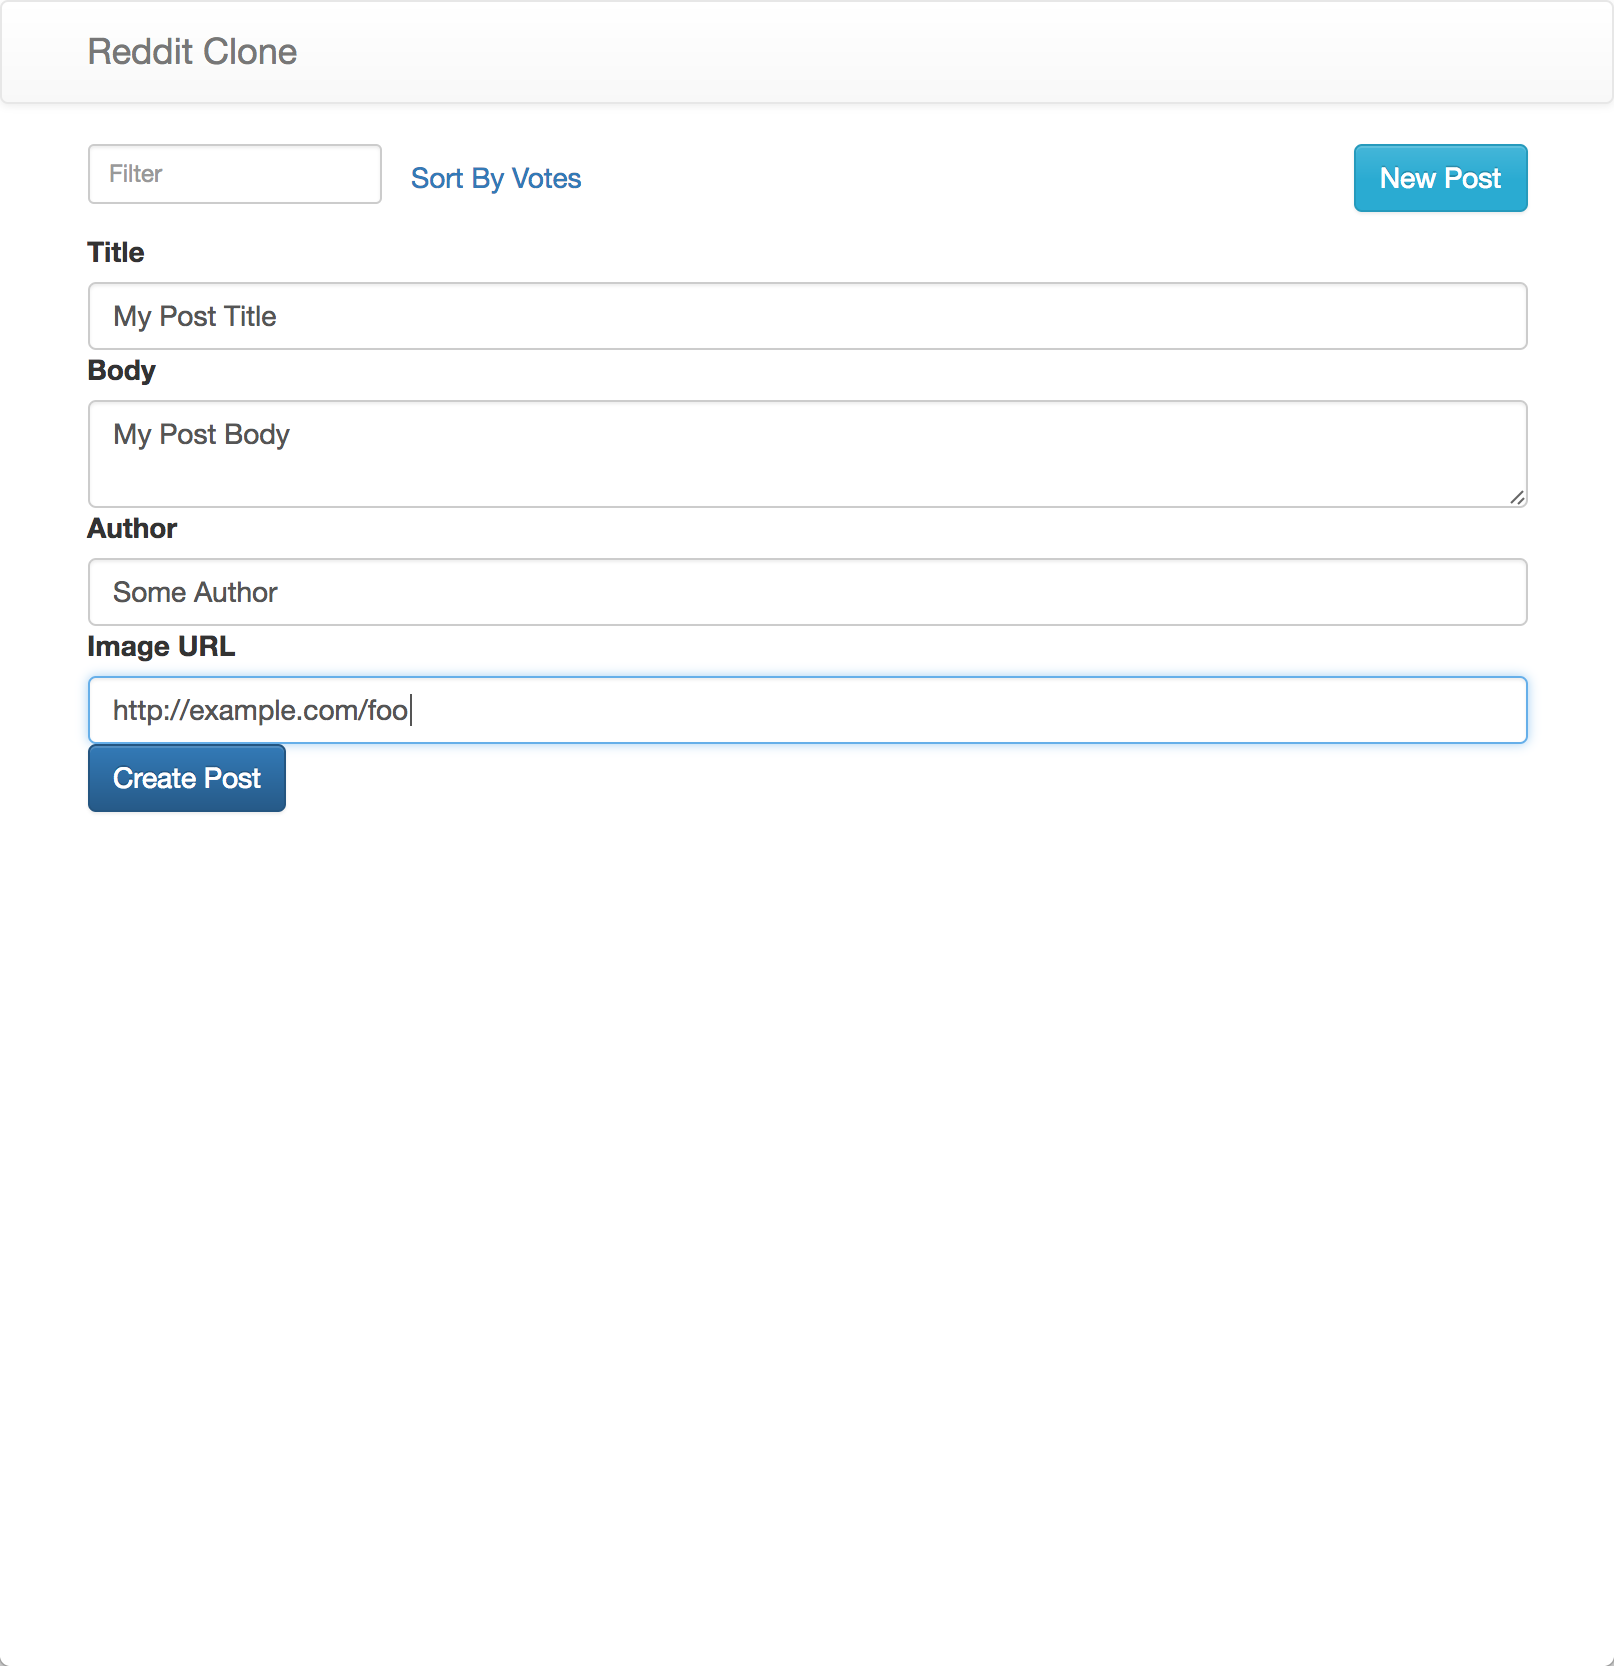 Reddit Clone
Filter
Sort By Votes
New Post
Title
My Post Title
Body
My Post Body
Author
Some Author
Image URL
http://example.com/foo
Create Post